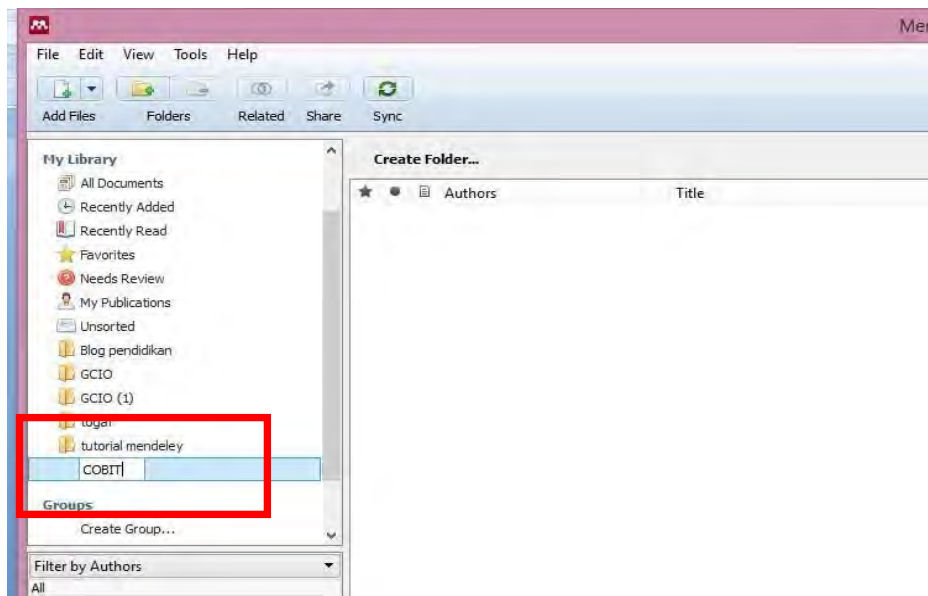 Men
File Edit View Tools Help
Add Files Folders Related Share Sync
My Library
All Documents
Recently Added
Recently Read
Favorites
Needs Review
My Publications
Unsorted
Blog pendidikan
GCIO
GCIO (1)
togaf
tutorial mendeley
COBIT
Groups
Create Group...
Filter by Authors
All
Create Folder...
Authors Title